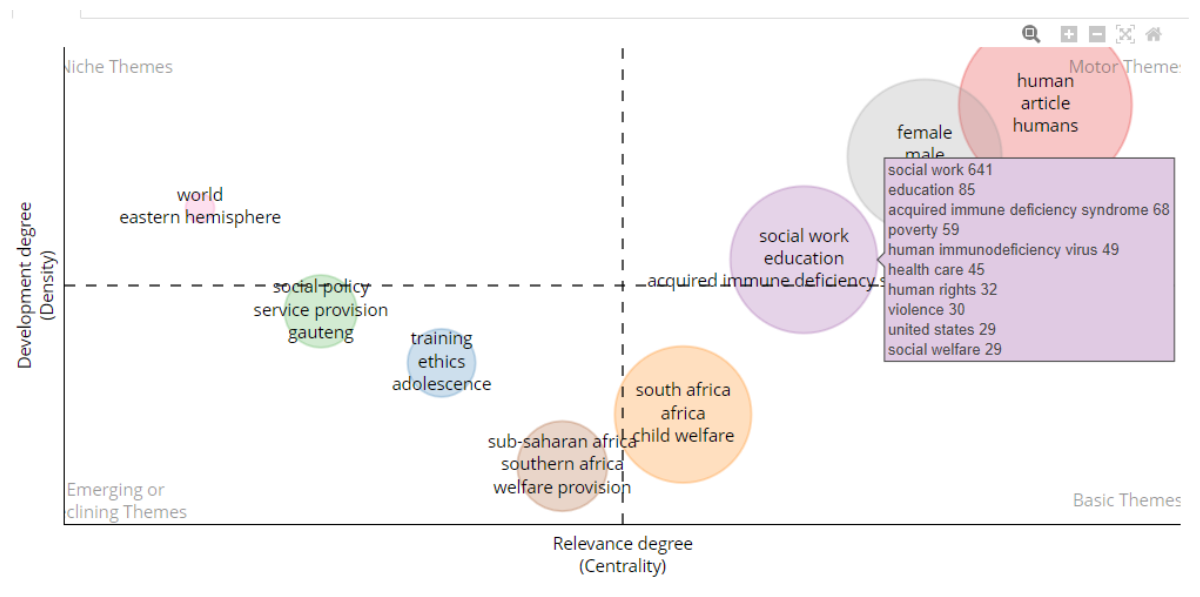 Niche Themes
Motor Themes
human
article
humans
female
male
social work 641
education 85
acquired immune deficiency syndrome 68
poverty 59
human immunodeficiency virus 49
health care 45
human rights 32
violence 30
united states 29
social welfare 29
world
eastern hemisphere
social work
education
acquired immune deficiency s
social policy
service provision
gauteng
training
ethics
adolescence
south africa
africa
child welfare
sub-saharan africa
southern africa
welfare provision
Emerging or
clining Themes
Basic Themes
Development degree
(Density)
Relevance degree
(Centrality)